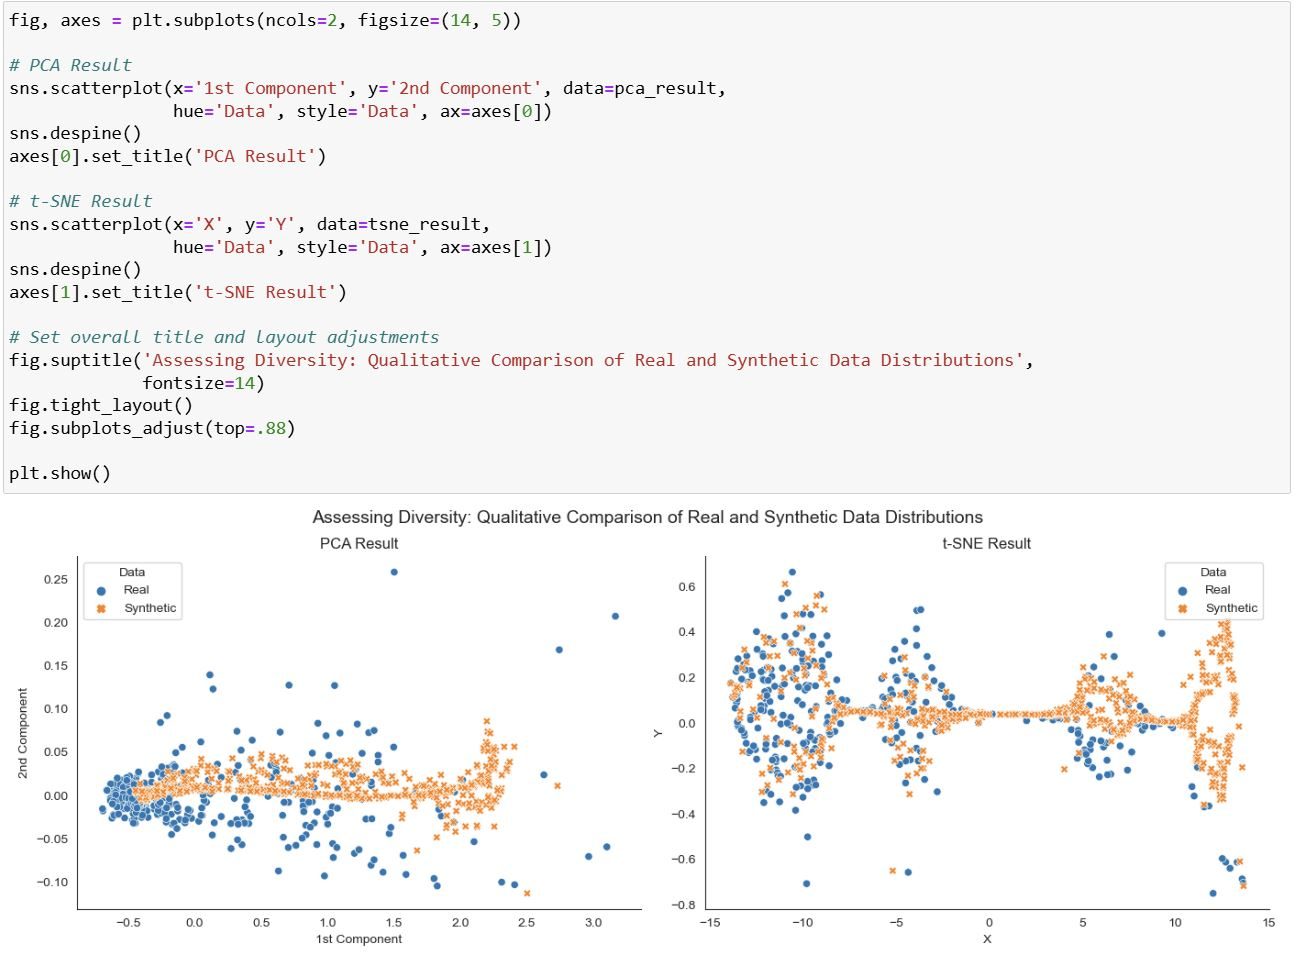 fig, axes = plt.subplots(ncols=2, figsize=(14, 5))
# PCA Result
sns.scatterplot(x='1st Component', y='2nd Component', data=pca_result,
                hue='Data', style='Data', ax=axes[0])
sns.despine()
axes[0].set_title('PCA Result')
# t-SNE Result
sns.scatterplot(x='X', y='Y', data=tsne_result,
                hue='Data', style='Data', ax=axes[1])
sns.despine()
axes[1].set_title('t-SNE Result')
# Set overall title and layout adjustments
fig.suptitle('Assessing Diversity: Qualitative Comparison of Real and Synthetic Data Distributions',
             fontsize=14)
fig.tight_layout()
fig.subplots_adjust(top=.88)
plt.show()
Assessing Diversity: Qualitative Comparison of Real and Synthetic Data Distributions
PCA Result
Data
Real
Synthetic
0.25
0.20
0.15
0.10
0.05
0.00
−0.05
−0.10
2nd Component
−0.5 0.0 0.5 1.0 1.5 2.0 2.5 3.0
1st Component
t-SNE Result
Data
Real
Synthetic
0.6
0.4
0.2
0.0
−0.2
−0.4
−0.6
−0.8
Y
−15 −10 −5 0 5 10 15
X